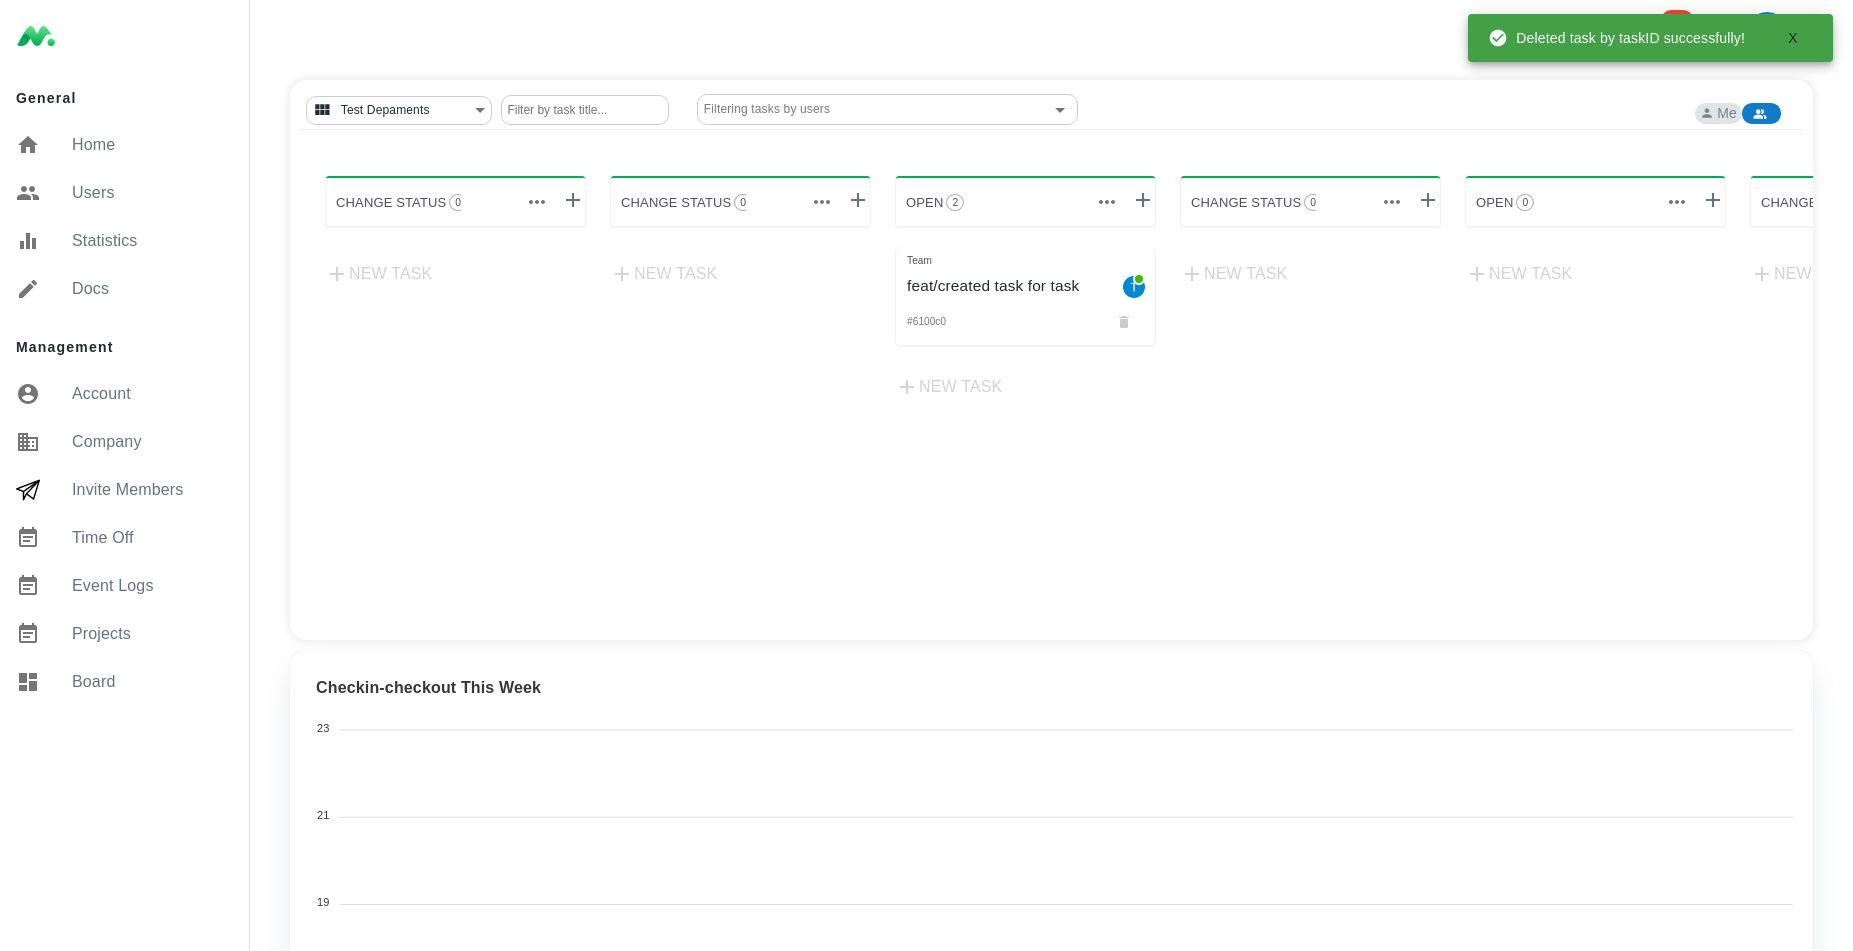 Deleted task by taskID successfully!
X
General
Home
Users
Statistics
Docs
Management
Account
Company
Invite Members
Time Off
Event Logs
Projects
Board
Test Depaments
Filter by task title...
Filtering tasks by users
Me
CHANGE STATUS 0
CHANGE STATUS 0
OPEN 2
CHANGE STATUS 0
OPEN 0
CHANGE
NEW TASK
NEW TASK
Team
feat/created task for task
T
#6100c0
NEW TASK
NEW TASK
NEW TASK
NEW
Checkin-checkout This Week
23
21
19